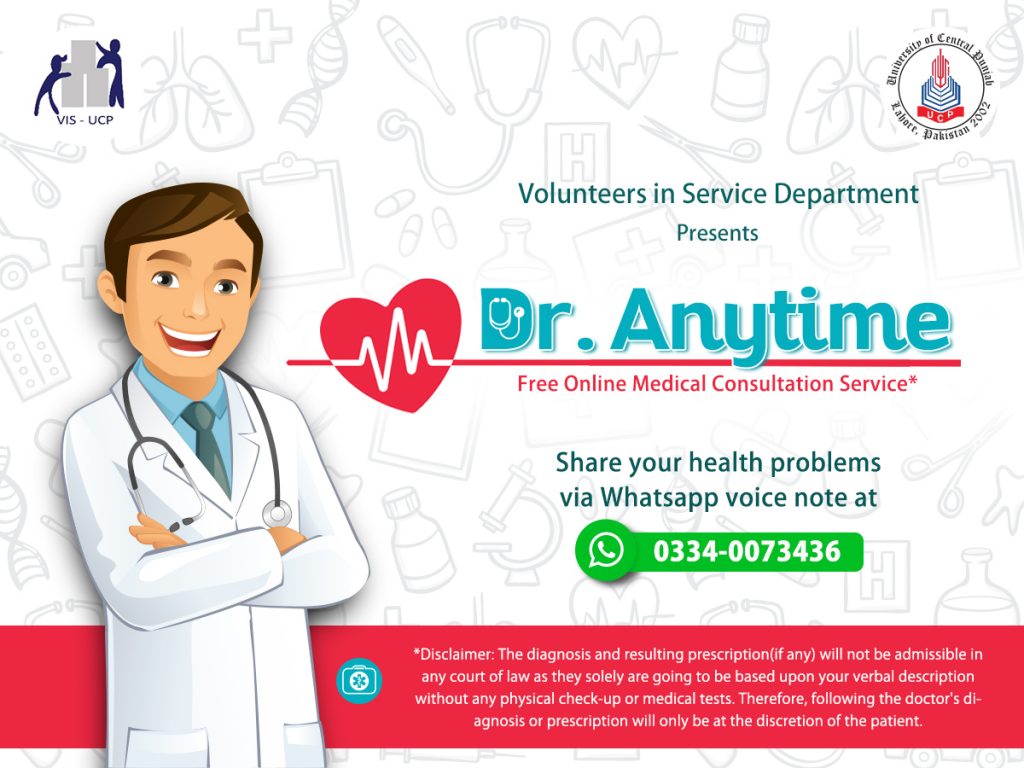 VIS - UCP
University of Central Punjab
UCP
Lahore, Pakistan 2002
Volunteers in Service Department
Presents
Dr. Anytime
Free Online Medical Consultation Service*
Share your health problems
via Whatsapp voice note at
0334-0073436
*Disclaimer: The diagnosis and resulting prescription(if any) will not be admissible in
any court of law as they solely are going to be based upon your verbal description
without any physical check-up or medical tests. Therefore, following the doctor's di-
agnosis or prescription will only be at the discretion of the patient.
H
H